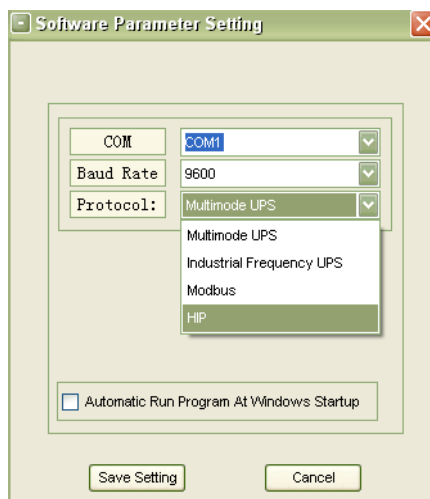 Software Parameter Setting
COM COM1
Baud Rate 9600
Protocol: Multimode UPS
Multimode UPS
Industrial Frequency UPS
Modbus
HIP
Automatic Run Program At Windows Startup
Save Setting Cancel